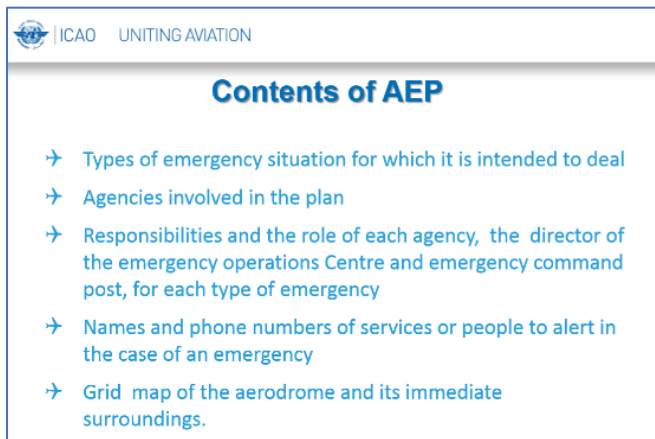 ICAO UNITING AVIATION
Contents of AEP
Types of emergency situation for which it is intended to deal
Agencies involved in the plan
Responsibilities and the role of each agency, the director of
the emergency operations Centre and emergency command
post, for each type of emergency
Names and phone numbers of services or people to alert in
the case of an emergency
Grid map of the aerodrome and its immediate
surroundings.